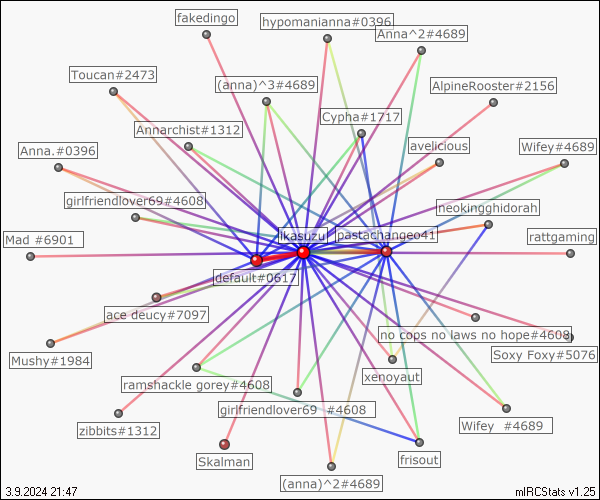 fakedingo
hypomanianna#0396
Anna^2#4689
Toucan#2473
(anna)^3#4689
AlpineRooster#2156
Cypha#1717
Annarchist#1312
avelicious
Wifey#4689
Anna.#0396
girlfriendlover69#4608
neokingghidorah
Mad #6901
ikasuzu
pastachangeo41
rattgaming
default#0617
ace deucy#7097
no cops no laws no hope#4608
Mushy#1984
Soxy Foxy#5076
xenoyaut
ramshackle gorey#4608
girlfriendlover69 #4608
zibbits#1312
Wifey #4689
Skalman
frisout
(anna)^2#4689
3.9.2024 21:47
mIRCStats v1.25